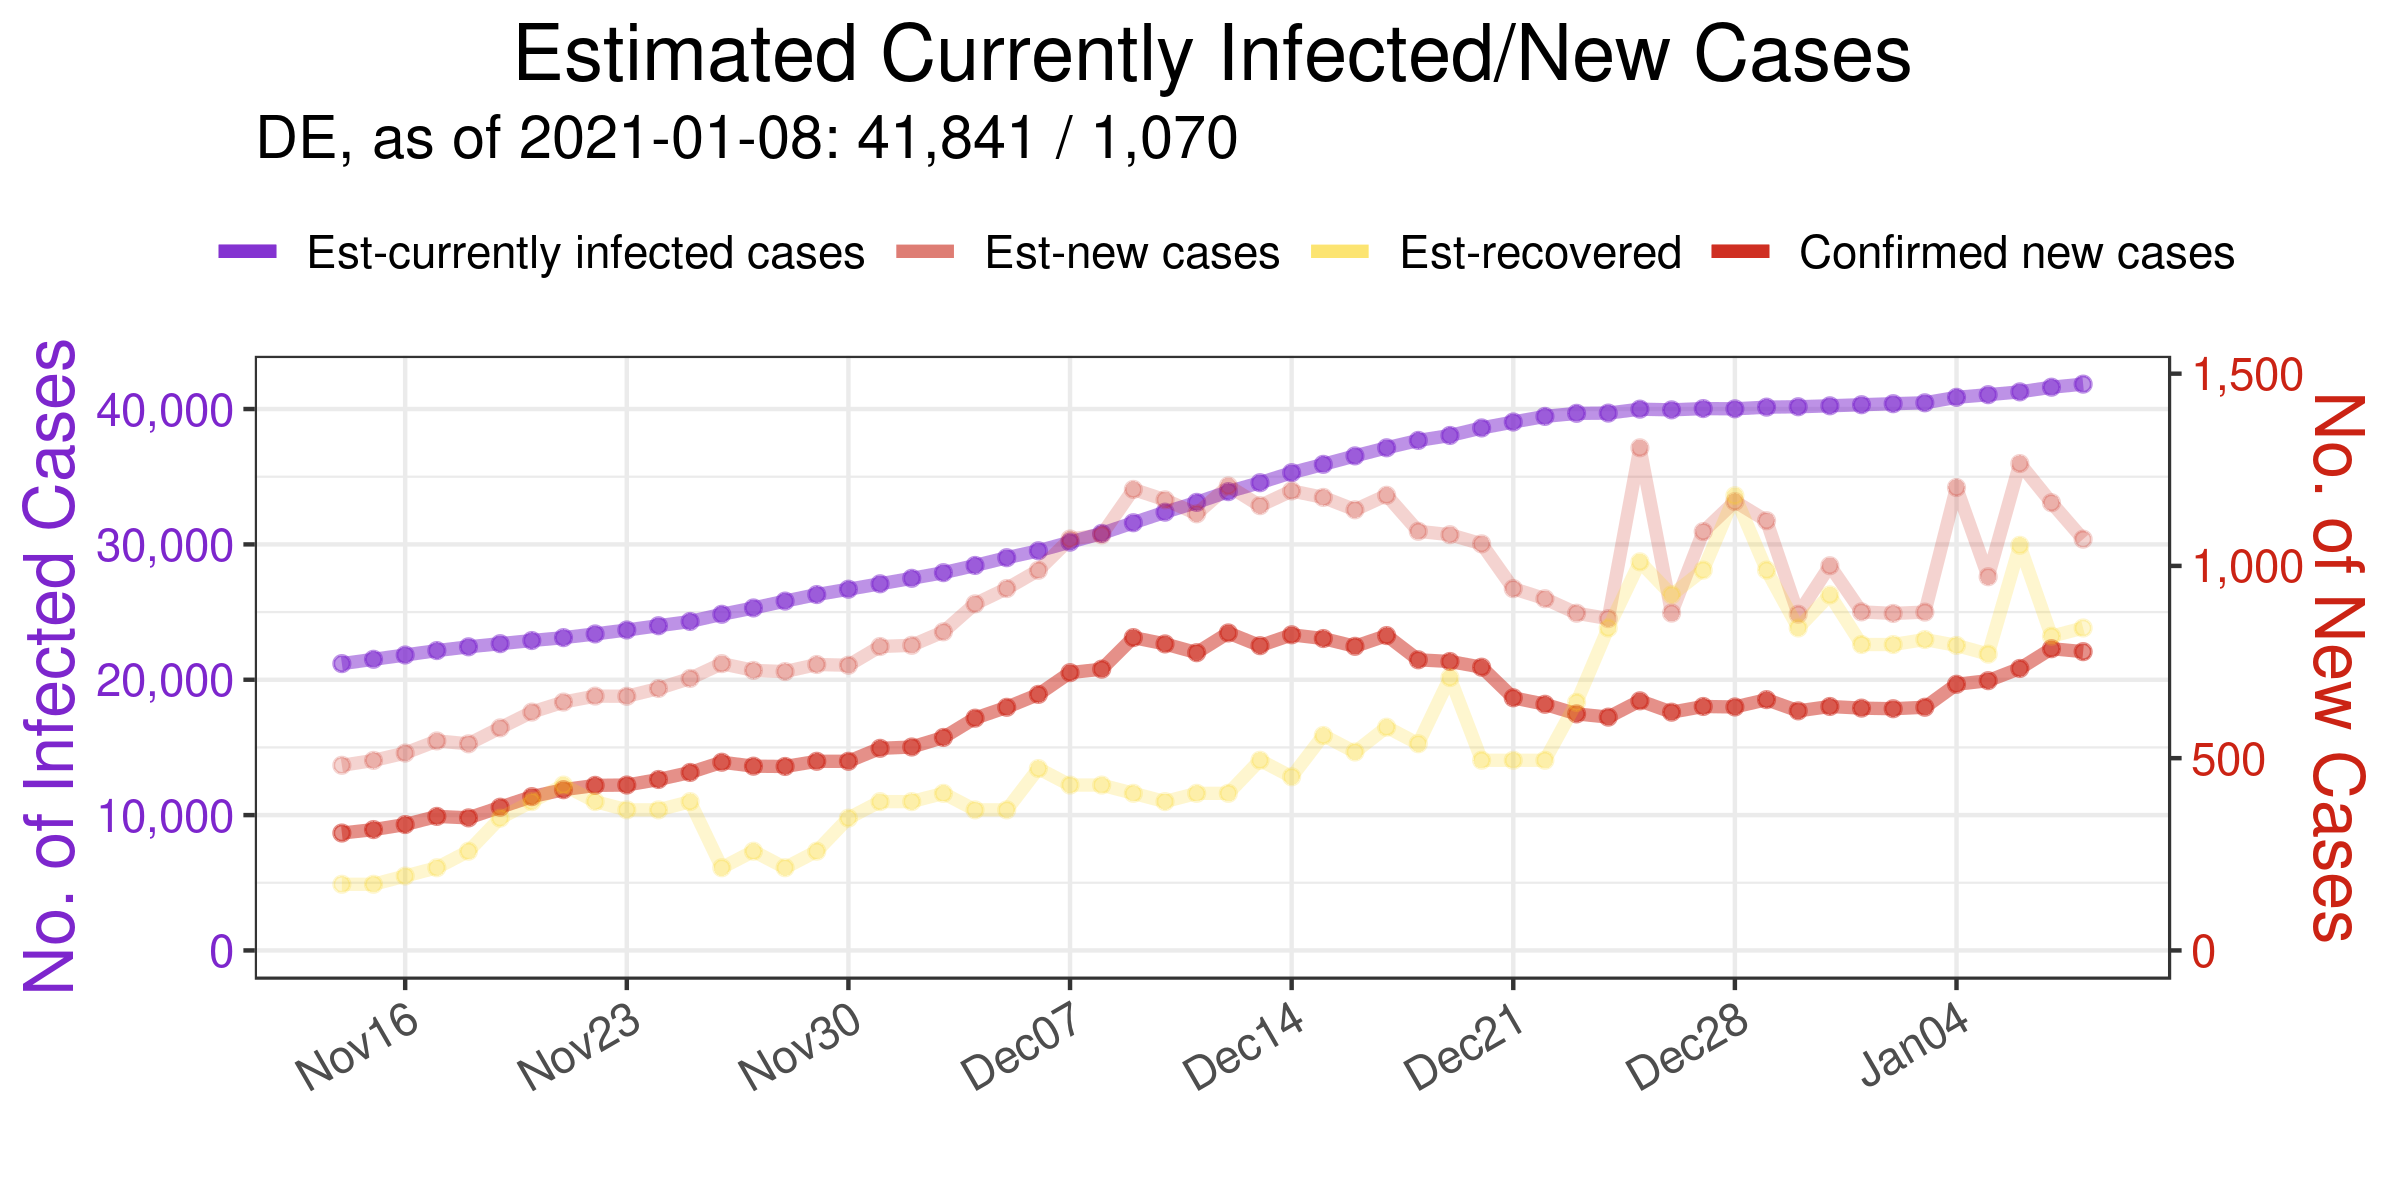 Estimated Currently Infected/New Cases
DE, as of 2021-01-08: 41,841 / 1,070
Est-currently infected cases Est-new cases Est-recovered Confirmed new cases
No. of Infected Cases
40,000
30,000
20,000
10,000
0
1,500
1,000
500
0
No. of New Cases
Nov16 Nov23 Nov30 Dec07 Dec14 Dec21 Dec28 Jan04